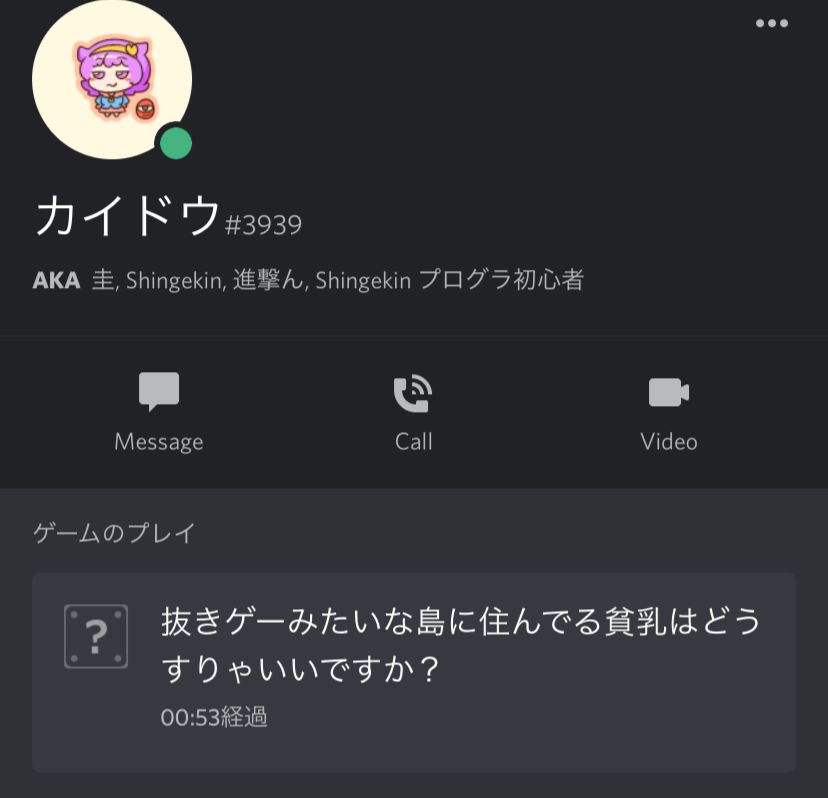 カイドウ#3939
AKA 圭, Shingekin, 進撃ん, Shingekin プログラ初心者
Message Call Video
ゲームのプレイ
?
抜きゲーみたいな島に住んでる貧乳はどう
すりゃいいですか？
00:53経過